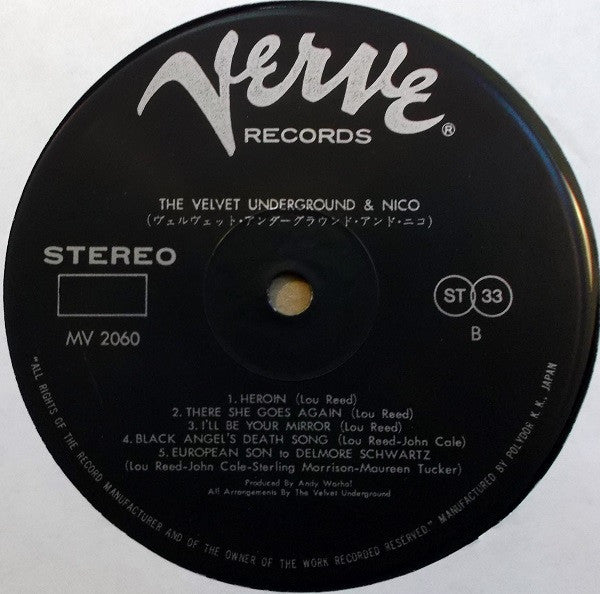 Verve
RECORDS ®
THE VELVET UNDERGROUND & NICO
(ヴェルヴェット・アンダーグラウンド・アンド・ニコ)
STEREO
MV 2060
ST 33
B
1. HEROIN (Lou Reed)
2. THERE SHE GOES AGAIN (Lou Reed)
3. I'LL BE YOUR MIRROR (Lou Reed)
4. BLACK ANGEL'S DEATH SONG (Lou Reed-John Cale)
5. EUROPEAN SON to DELMORE SCHWARTZ
(Lou Reed-John Cale-Sterling Morrison-Maureen Tucker)
Produced By Andy Warhol
All Arrangements By The Velvet Underground
"ALL RIGHTS OF THE RECORD MANUFACTURER AND OF THE OWNER OF THE WORK RECORDED RESERVED." MANUFACTURED BY POLYDOR K. K., JAPAN